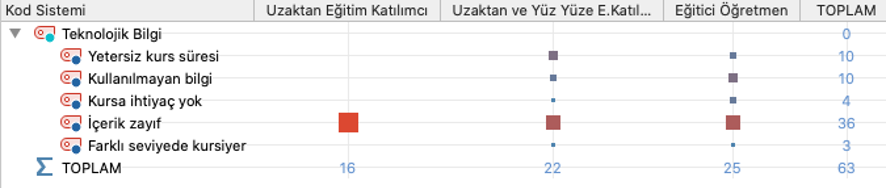 Kod Sistemi Uzaktan Eğitim Katılımcı Uzaktan ve Yüz Yüze E.Katıl... Eğitici Öğretmen TOPLAM
Teknolojik Bilgi 0
Yetersiz kurs süresi 10
Kullanılmayan bilgi 10
Kursa ihtiyaç yok 4
İçerik zayıf 36
Farklı seviyede kursiyer 3
Σ TOPLAM 16 22 25 63